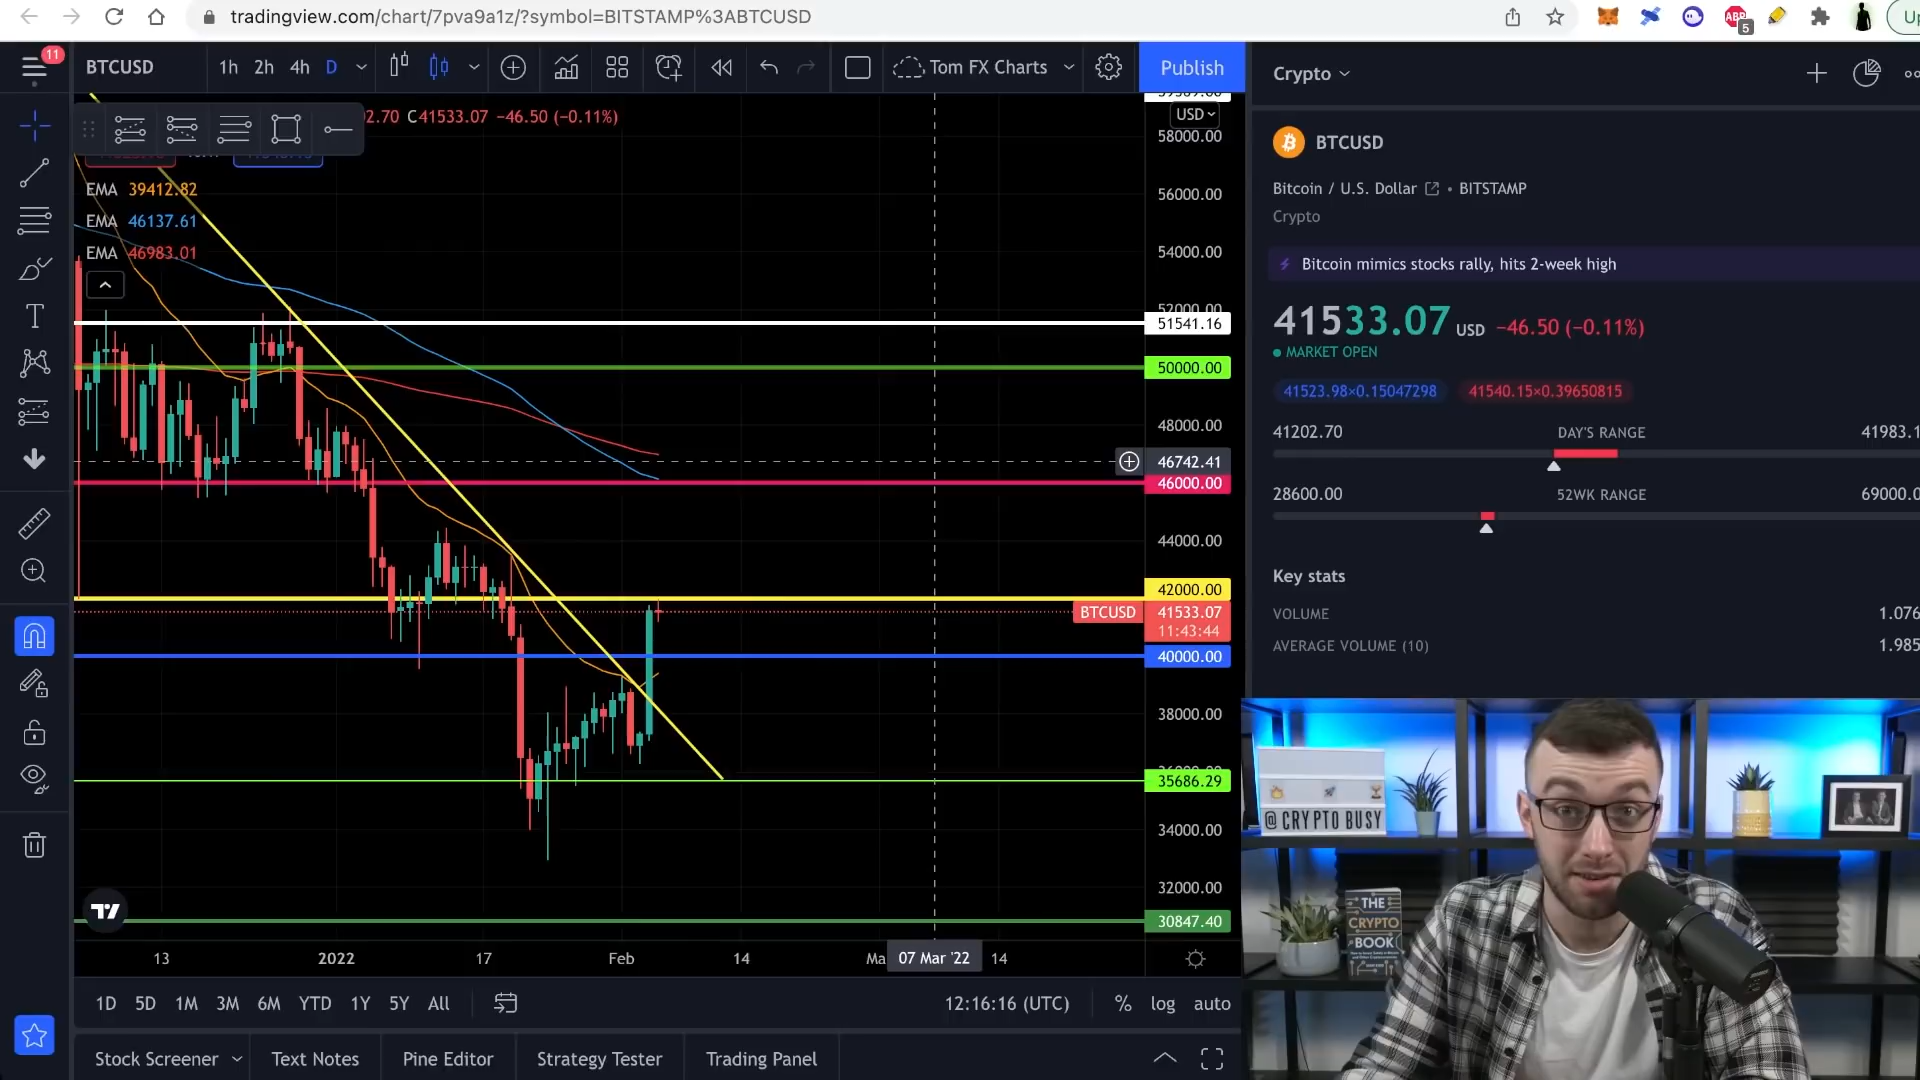 tradingview.com/chart/7pva9a1z/?symbol=BITSTAMP%3ABTCUSD
ABP
5
11
BTCUSD
1h 2h 4h D
Tom FX Charts
Publish
Crypto
2.70 C41533.07 −46.50 (−0.11%)
USD
58000.00
EMA 39412.82
EMA 46137.61
EMA 46983.01
56000.00
54000.00
52000.00
51541.16
50000.00
48000.00
46742.41
46000.00
44000.00
42000.00
BTCUSD 41533.07
11:43:44
40000.00
38000.00
36000.00
35686.29
34000.00
32000.00
30847.40
13 2022 17 Feb 14 Ma 07 Mar '22 14
1D 5D 1M 3M 6M YTD 1Y 5Y All
12:16:16 (UTC) % log auto
Stock Screener Text Notes Pine Editor Strategy Tester Trading Panel
BTCUSD
Bitcoin / U.S. Dollar • BITSTAMP
Crypto
Bitcoin mimics stocks rally, hits 2-week high
41533.07 USD −46.50 (−0.11%)
MARKET OPEN
41523.98×0.15047298 41540.15×0.39650815
41202.70 DAY'S RANGE 41983.1
28600.00 52WK RANGE 69000.0
Key stats
VOLUME 1.076
AVERAGE VOLUME (10) 1.985
@CRYPTO BUSY
THE
CRYPTO
BOOK